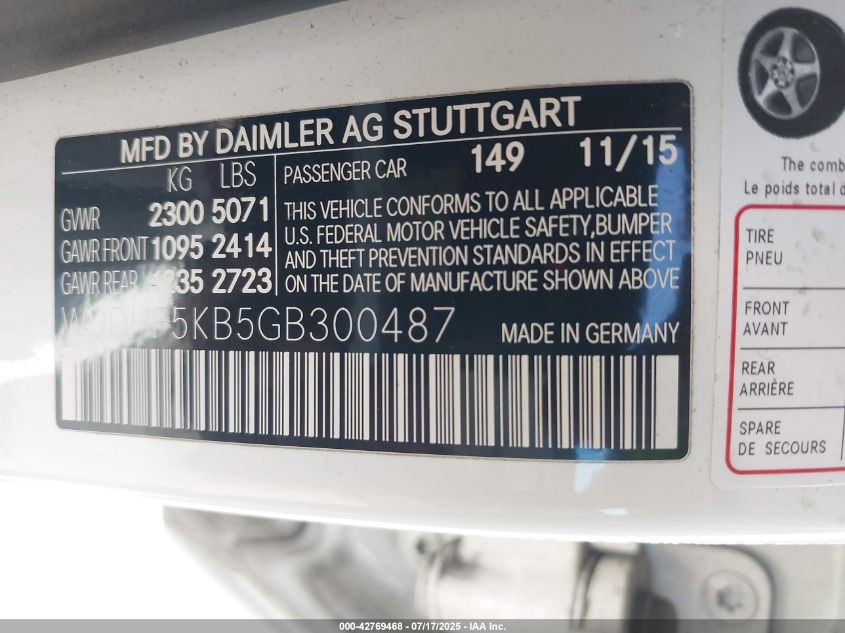 MFD BY DAIMLER AG STUTTGART
KG LBS
GVWR 2300 5071
GAWR FRONT 1095 2414
GAWR REAR 1235 2723
PASSENGER CAR 149 11/15
THIS VEHICLE CONFORMS TO ALL APPLICABLE
U.S. FEDERAL MOTOR VEHICLE SAFETY,BUMPER
AND THEFT PREVENTION STANDARDS IN EFFECT
ON THE DATE OF MANUFACTURE SHOWN ABOVE
WDDHF5KB5GB300487 MADE IN GERMANY
The comb
Le poids total d
TIRE
PNEU
FRONT
AVANT
REAR
ARRIÈRE
SPARE
DE SECOURS
000-42769468 - 07/17/2025 - IAA Inc.